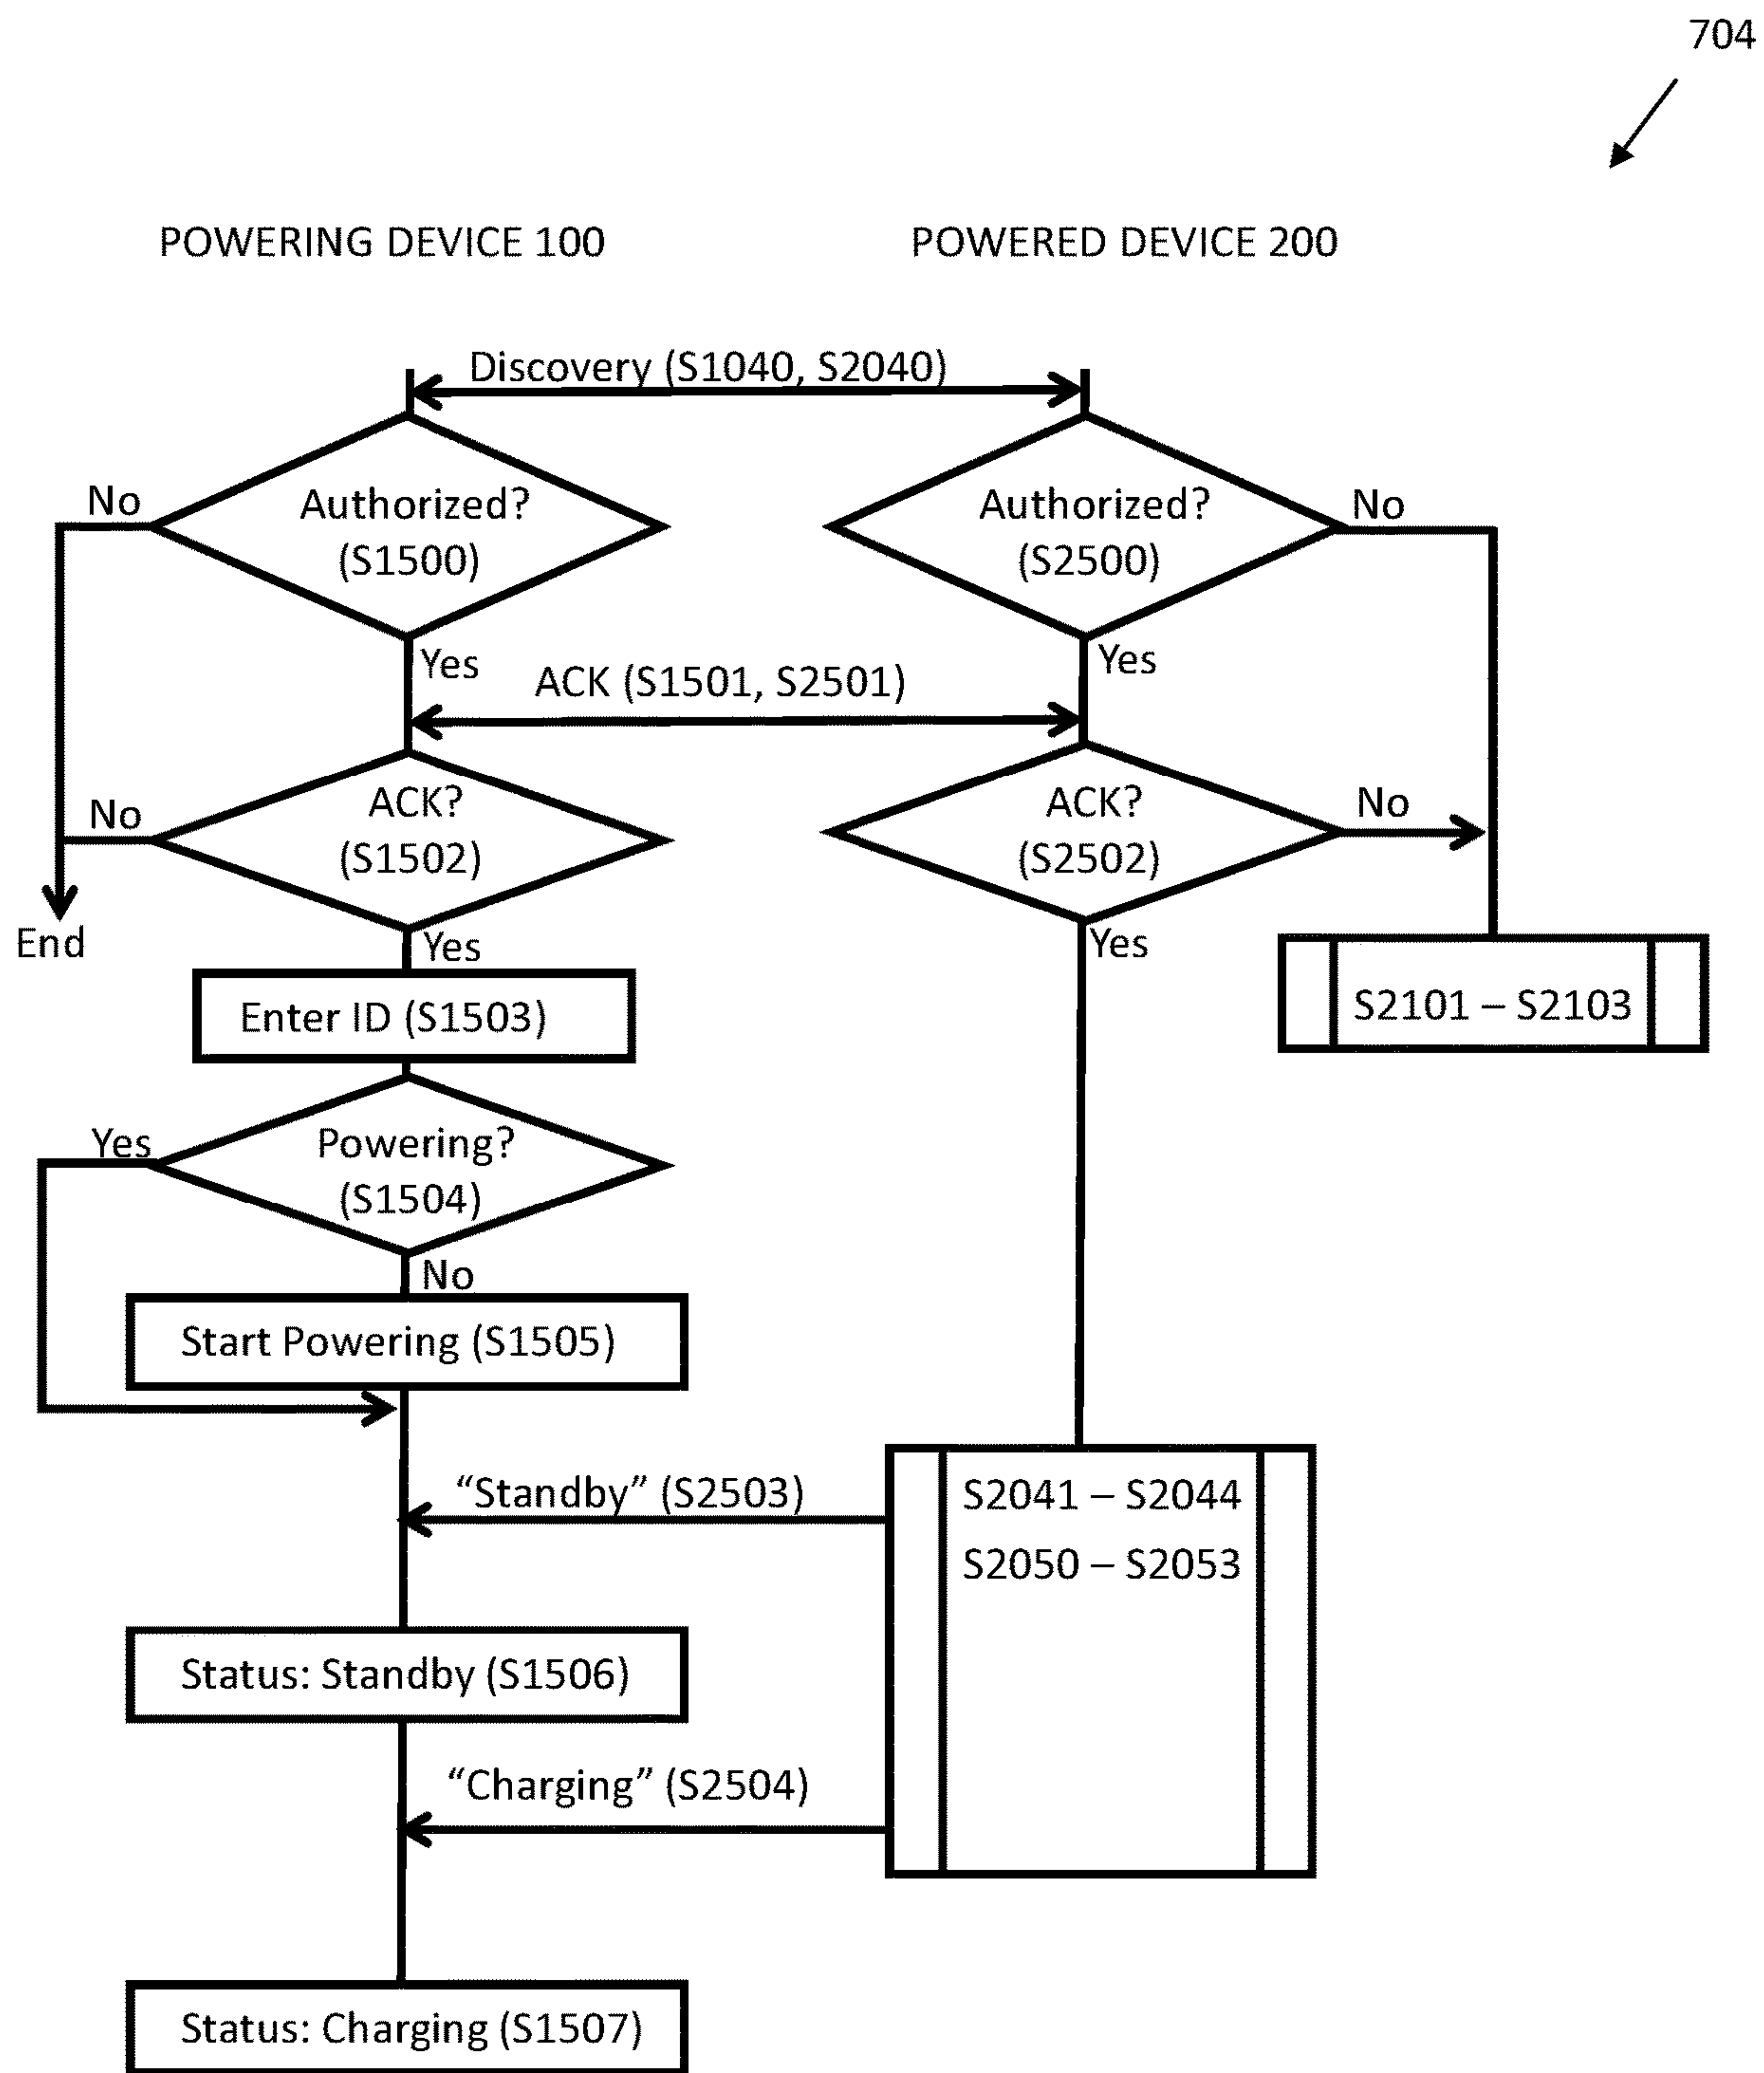 704
POWERING DEVICE 100
POWERED DEVICE 200
Discovery (S1040, S2040)
No
Authorized?
(S1500)
Authorized?
(S2500)
No
Yes
ACK (S1501, S2501)
Yes
No
ACK?
(S1502)
ACK?
(S2502)
No
End
Yes
Yes
Enter ID (S1503)
S2101 – S2103
Yes
Powering?
(S1504)
No
Start Powering (S1505)
“Standby” (S2503)
S2041 – S2044
S2050 – S2053
Status: Standby (S1506)
“Charging” (S2504)
Status: Charging (S1507)